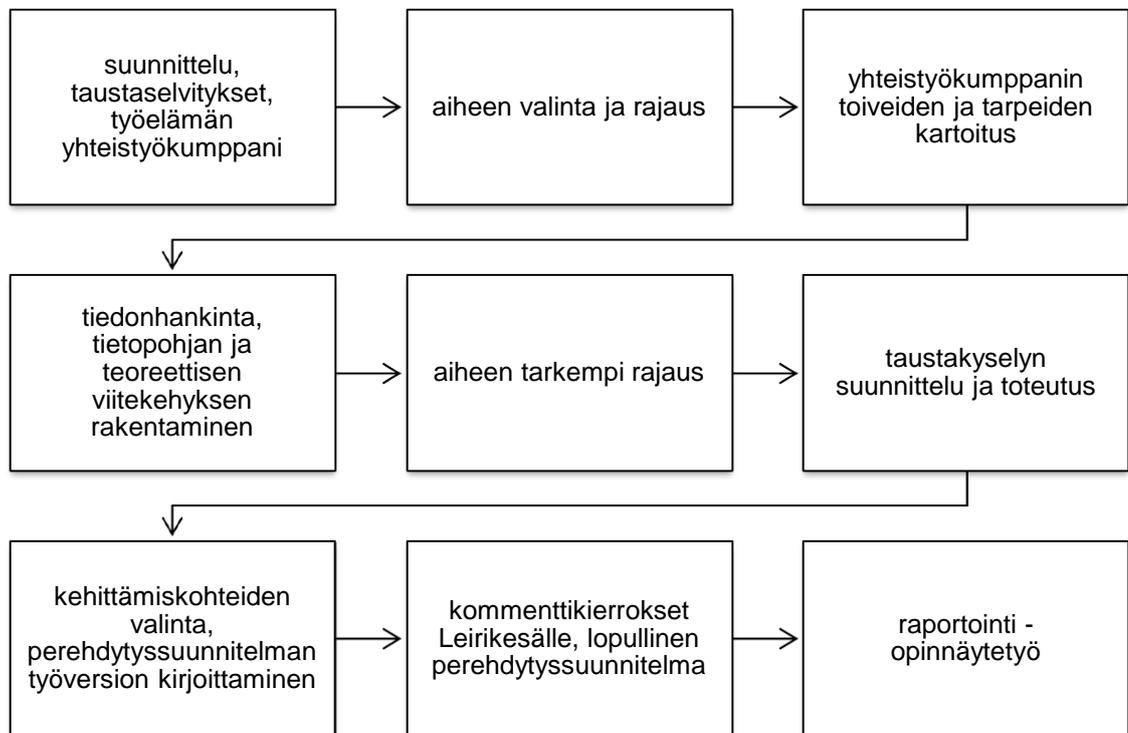 suunnittelu,
taustaselvitykset,
työelämän
yhteistyökumppani
aiheen valinta ja rajaus
yhteistyökumppanin
toiveiden ja tarpeiden
kartoitus
tiedonhankinta,
tietopohjan ja
teoreettisen
viitekehyksen
rakentaminen
aiheen tarkempi rajaus
taustakyselyn
suunnittelu ja toteutus
kehittämiskohteiden
valinta,
perehdytyssuunnitelman
työversion kirjoittaminen
kommenttikierrokset
Leirikesälle, lopullinen
perehdytyssuunnitelma
raportointi -
opinnäytetyö